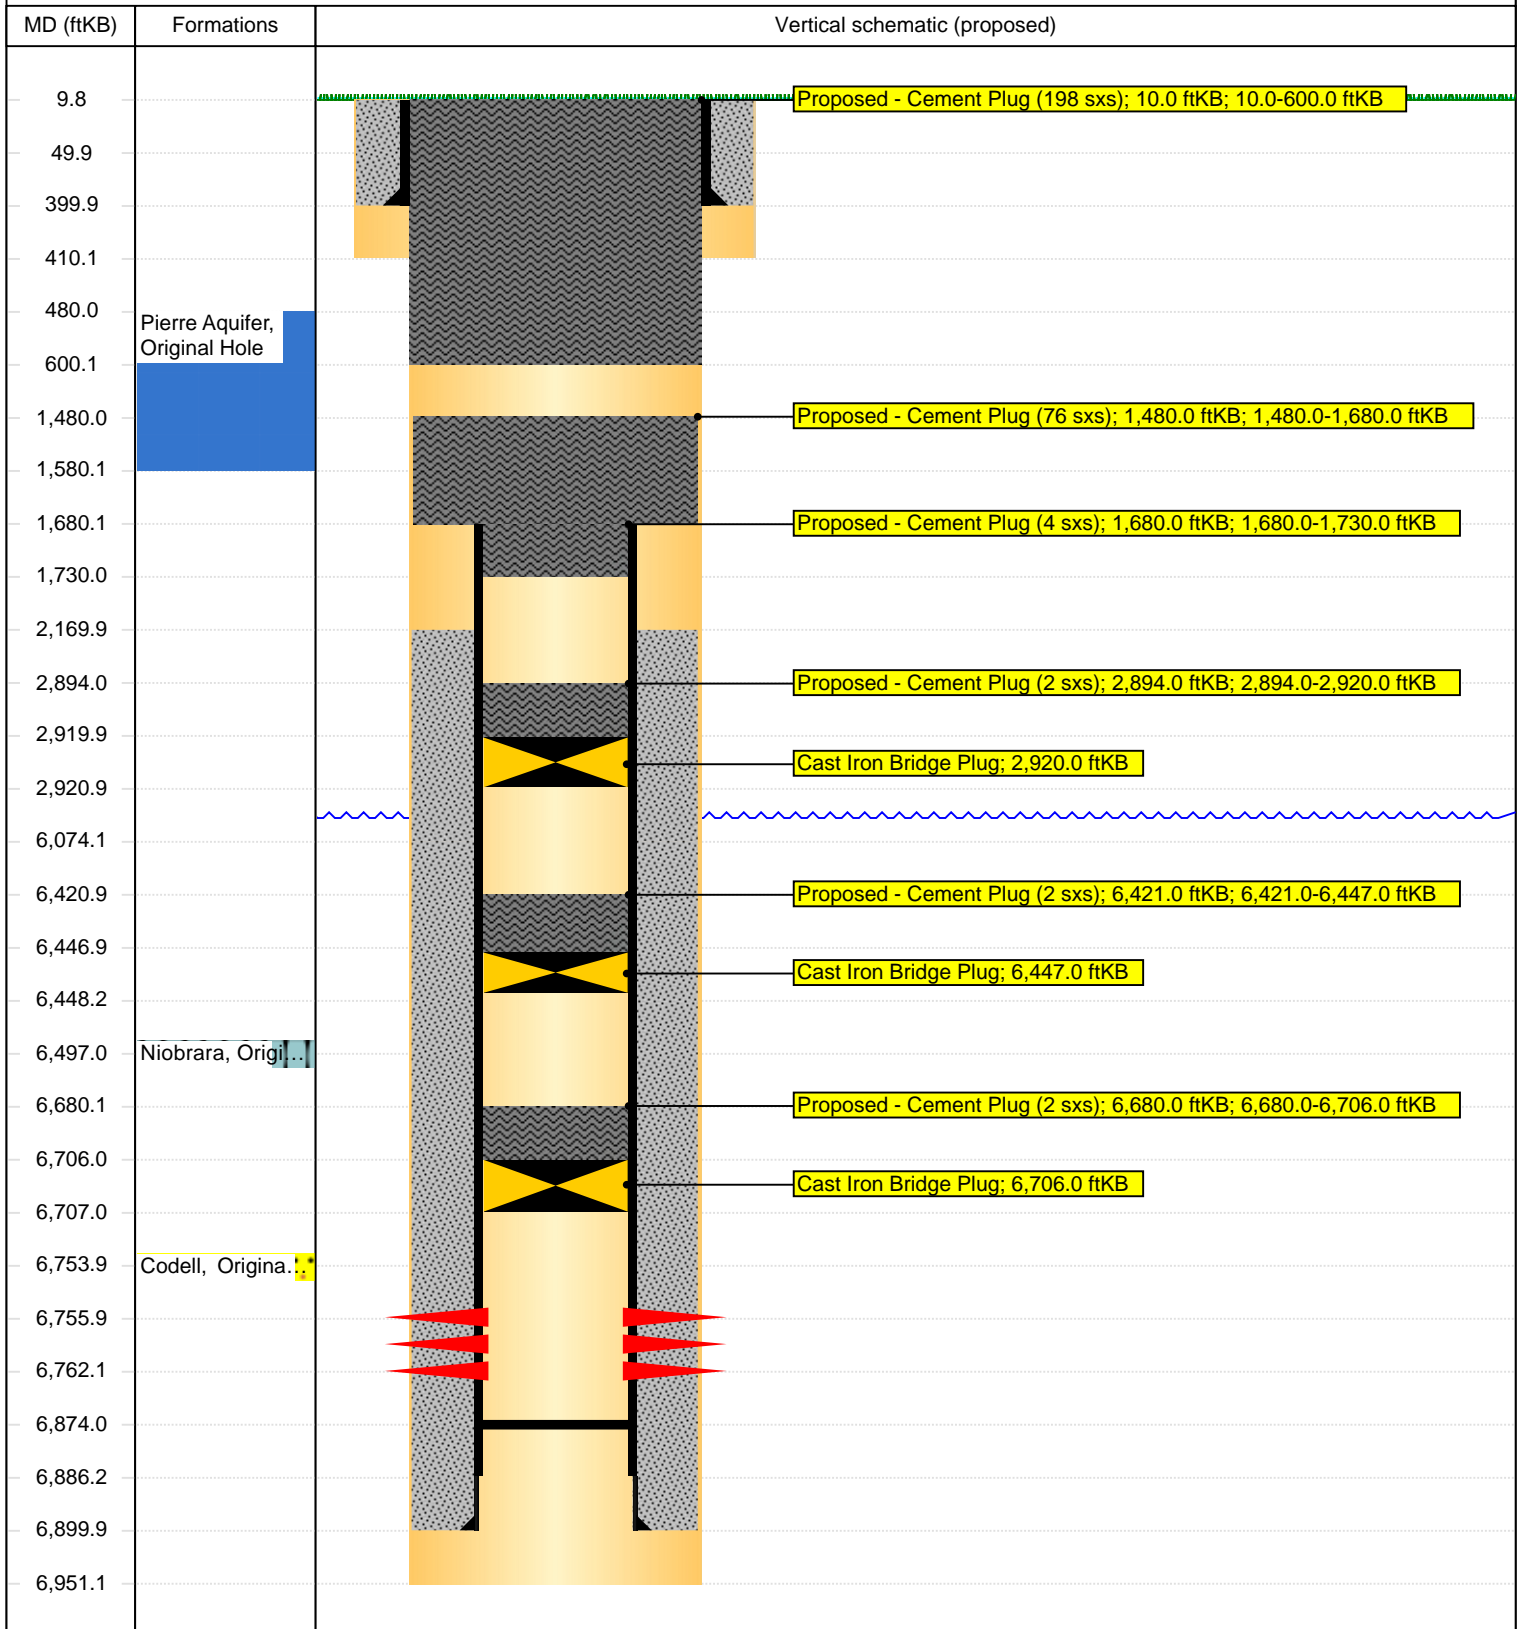 MD (ftKB) Formations Vertical schematic (proposed)
9.8 Proposed - Cement Plug (198 sxs); 10.0 ftKB; 10.0-600.0 ftKB
49.9
399.9
410.1
480.0
Pierre Aquifer,
Original Hole
600.1
1,480.0 Proposed - Cement Plug (76 sxs); 1,480.0 ftKB; 1,480.0-1,680.0 ftKB
1,580.1
1,680.1 Proposed - Cement Plug (4 sxs); 1,680.0 ftKB; 1,680.0-1,730.0 ftKB
1,730.0
2,169.9
2,894.0 Proposed - Cement Plug (2 sxs); 2,894.0 ftKB; 2,894.0-2,920.0 ftKB
2,919.9
Cast Iron Bridge Plug; 2,920.0 ftKB
2,920.9
6,074.1
6,420.9 Proposed - Cement Plug (2 sxs); 6,421.0 ftKB; 6,421.0-6,447.0 ftKB
6,446.9
Cast Iron Bridge Plug; 6,447.0 ftKB
6,448.2
6,497.0 Niobrara, Origi...
6,680.1 Proposed - Cement Plug (2 sxs); 6,680.0 ftKB; 6,680.0-6,706.0 ftKB
6,706.0
Cast Iron Bridge Plug; 6,706.0 ftKB
6,707.0
6,753.9 Codell, Origina...
6,755.9
6,762.1
6,874.0
6,886.2
6,899.9
6,951.1